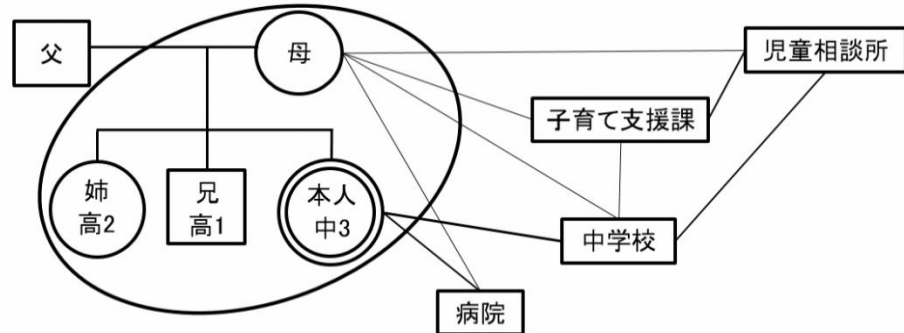 父
母
児童相談所
子育て支援課
姉
高2
兄
高1
本人
中3
中学校
病院